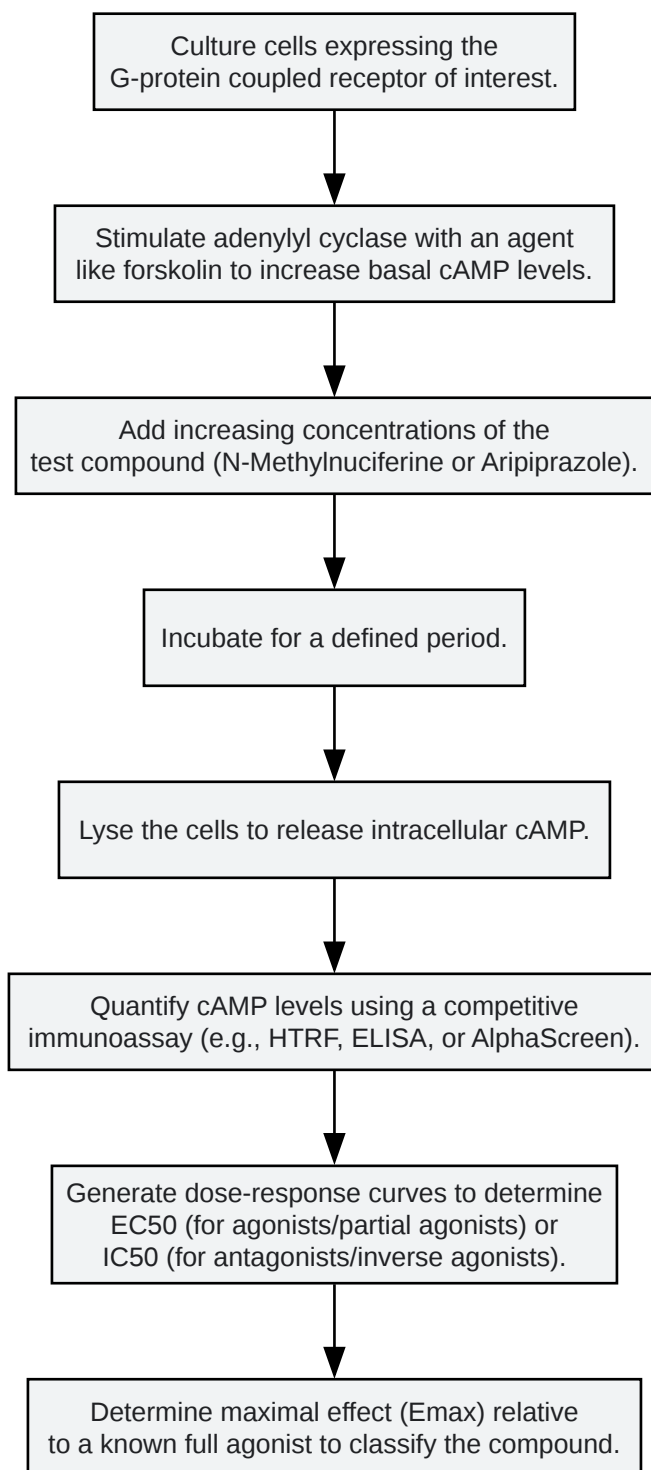 Culture cells expressing the
G-protein coupled receptor of interest.
Stimulate adenylyl cyclase with an agent
like forskolin to increase basal cAMP levels.
Add increasing concentrations of the
test compound (N-Methylnuciferine or Aripiprazole).
Incubate for a defined period.
Lyse the cells to release intracellular cAMP.
Quantify cAMP levels using a competitive
immunoassay (e.g., HTRF, ELISA, or AlphaScreen).
Generate dose-response curves to determine
EC50 (for agonists/partial agonists) or
IC50 (for antagonists/inverse agonists).
Determine maximal effect (Emax) relative
to a known full agonist to classify the compound.